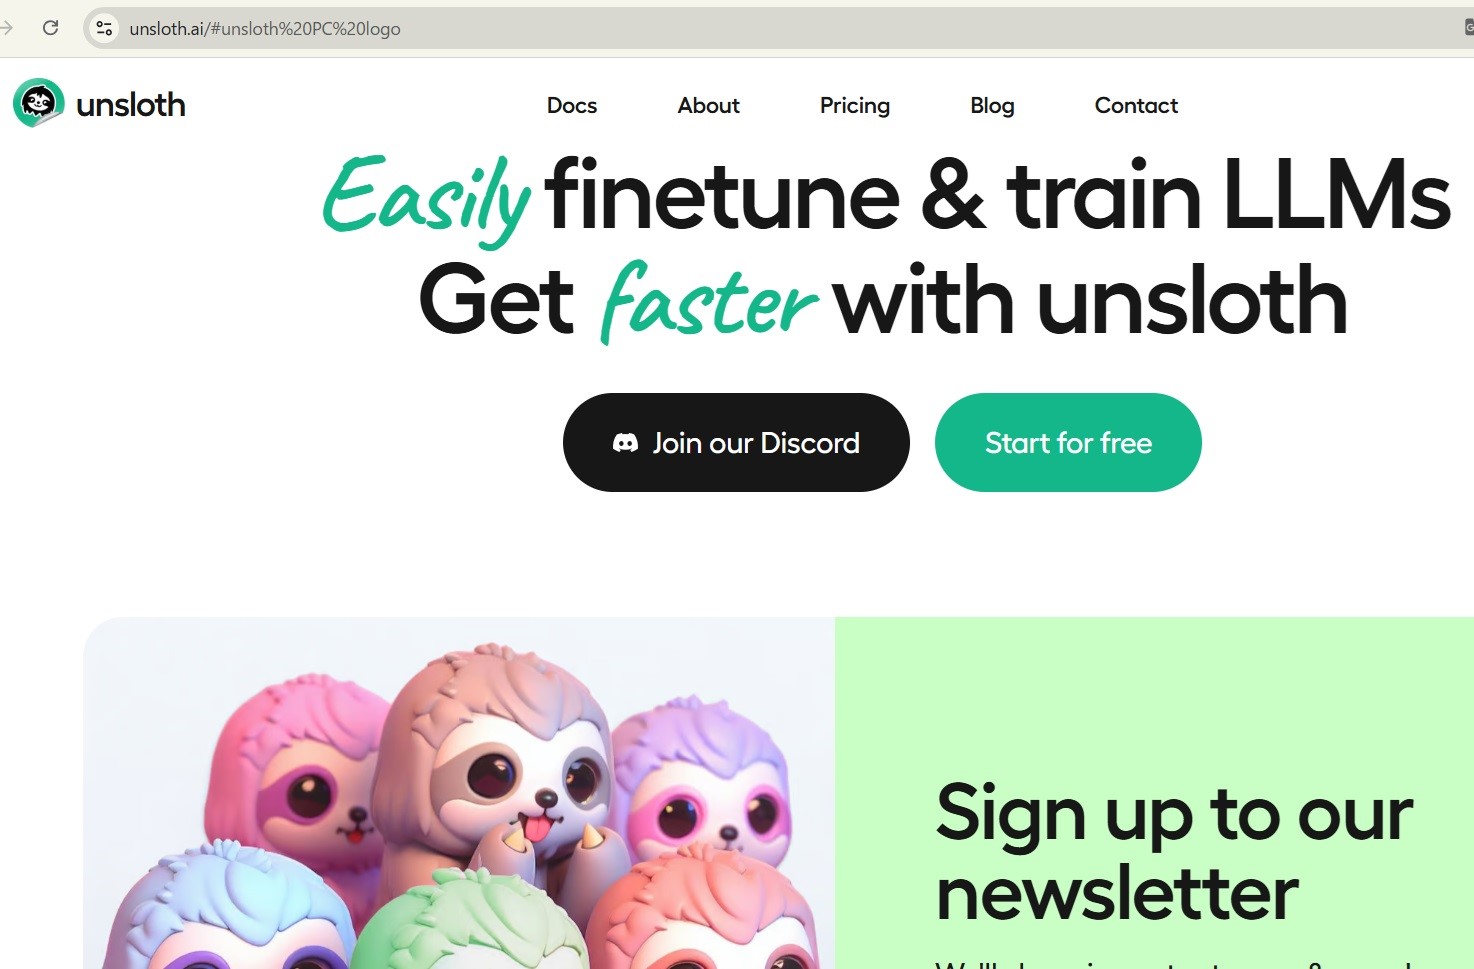 unsloth.ai/#unsloth%20PC%20logo
unsloth
Docs
About
Pricing
Blog
Contact
Easily finetune & train LLMs
Get faster with unsloth
Join our Discord
Start for free
Sign up to our
newsletter